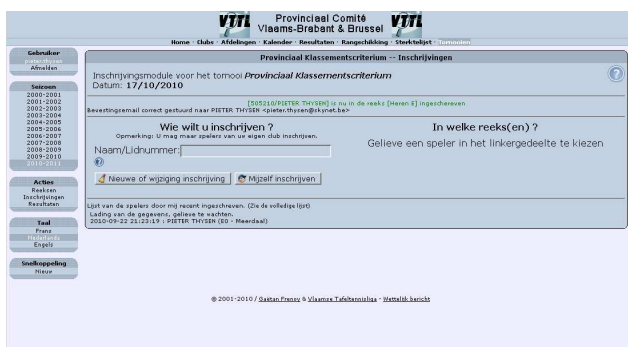 VTTL
Provinciaal Comité
Vlaams-Brabant & Brussel
VTTL
Home · Clubs · Afdelingen · Kalender · Resultaten · Rangschikking · Sterktelijst · Tornooien
Gebruiker
pieter.thysen
Afmelden
Seizoen
2000-2001
2001-2002
2002-2003
2003-2004
2004-2005
2005-2006
2006-2007
2007-2008
2008-2009
2009-2010
2010-2011
Acties
Reeksen
Inschrijvingen
Resultaten
Taal
Frans
Nederlands
Engels
Snelkoppeling
Nieuw
Provinciaal Klassementscriterium -- Inschrijvingen
Inschrijvingsmodule voor het tornooi Provinciaal Klassementscriterium
Datum: 17/10/2010
[505210/PIETER THYSEN] is nu in de reeks [Heren E] ingeschereven
Bevestingsemail correct gestuurd naar PIETER THYSEN <pieter.thysen@skynet.be>
Wie wilt u inschrijven ?
Opmerking: U mag maar spelers van uw eigen club inschrijven.
Naam/Lidnummer:
Nieuwe of wijziging inschrijving
Mijzelf inschrijven
In welke reeks(en) ?
Gelieve een speler in het linkergedeelte te kiezen
Lijst van de spelers door mij recent ingeschreven. (Zie de volledige lijst)
Lading van de gegevens, gelieve te wachten.
2010-09-22 21:23:19 : PIETER THYSEN (E0 - Meerdaal)
© 2001-2010 / Gaëtan Frenoy & Vlaamse Tafeltennisliga - Wettelijk bericht